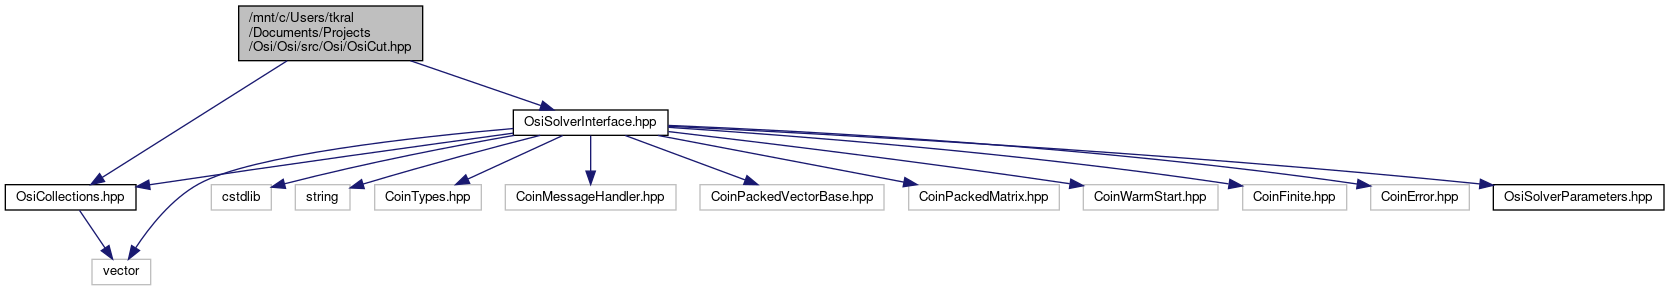 /mnt/c/Users/tkral
/Documents/Projects
/Osi/Osi/src/Osi/OsiCut.hpp
OsiSolverInterface.hpp
OsiCollections.hpp
cstdlib
string
CoinTypes.hpp
CoinMessageHandler.hpp
CoinPackedVectorBase.hpp
CoinPackedMatrix.hpp
CoinWarmStart.hpp
CoinFinite.hpp
CoinError.hpp
OsiSolverParameters.hpp
vector